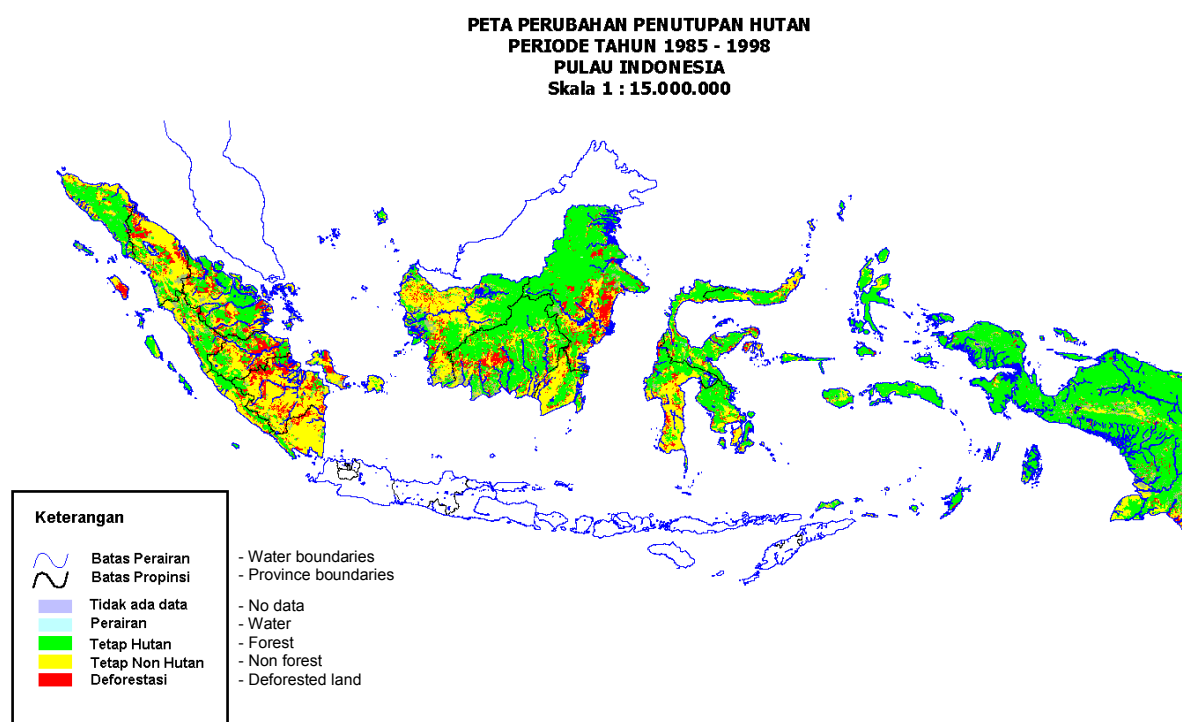 PETA PERUBAHAN PENUTUPAN HUTAN
PERIODE TAHUN 1985 - 1998
PULAU INDONESIA
Skala 1 : 15.000.000
Keterangan
Batas Perairan - Water boundaries
Batas Propinsi - Province boundaries
Tidak ada data - No data
Perairan - Water
Tetap Hutan - Forest
Tetap Non Hutan - Non forest
Deforestasi - Deforested land